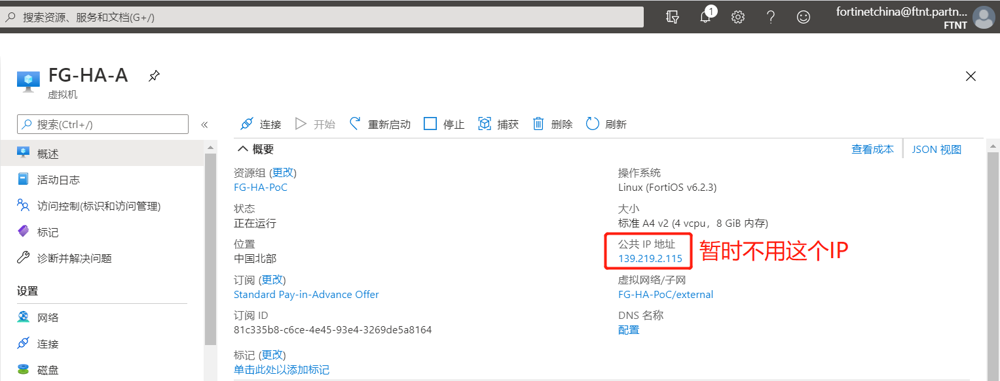 搜索资源、服务和文档(G+/)
1
fortinetchina@ftnt.partn...
FTNT
FG-HA-A
虚拟机
搜索(Ctrl+/)
«
连接
开始
重新启动
停止
捕获
删除
刷新
概述
活动日志
访问控制(标识和访问管理)
标记
诊断并解决问题
设置
网络
连接
磁盘
概要
查看成本
JSON 视图
资源组 (更改)
FG-HA-PoC
状态
正在运行
位置
中国北部
订阅 (更改)
Standard Pay-in-Advance Offer
订阅 ID
81c335b8-c6ce-4e45-93e4-3269de5a8164
标记 (更改)
单击此处以添加标记
操作系统
Linux (FortiOS v6.2.3)
大小
标准 A4 v2 (4 vcpu，8 GiB 内存)
公共 IP 地址
139.219.2.115
暂时不用这个IP
虚拟网络/子网
FG-HA-PoC/external
DNS 名称
配置